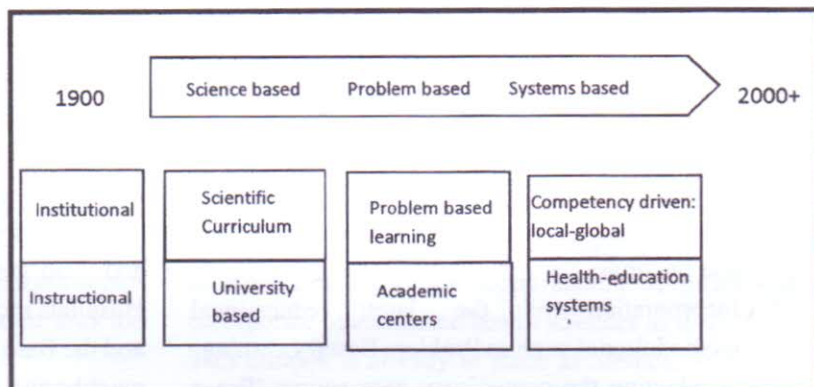 1900 Science based Problem based Systems based 2000+
Institutional
Scientific
Curriculum
Problem based
learning
Competency driven:
local-global
Instructional
University
based
Academic
centers
Health-education
systems